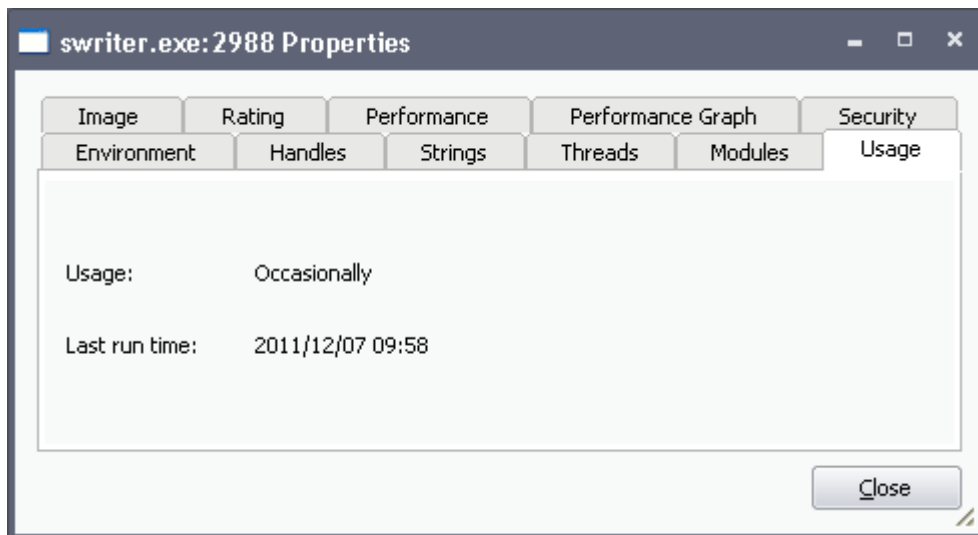 swriter.exe:2988 Properties
Image Rating Performance Performance Graph Security
Environment Handles Strings Threads Modules Usage
Usage: Occasionally
Last run time: 2011/12/07 09:58
Close